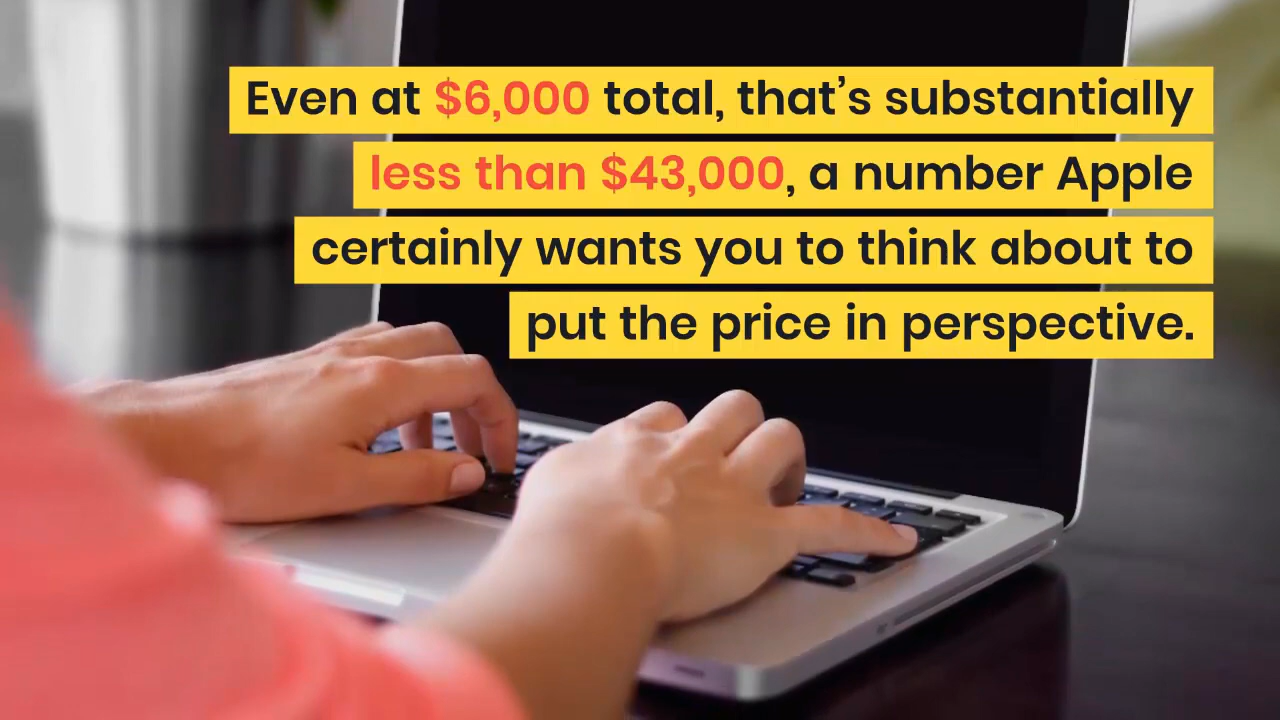 Even at $6,000 total, that’s substantially
less than $43,000, a number Apple
certainly wants you to think about to
put the price in perspective.